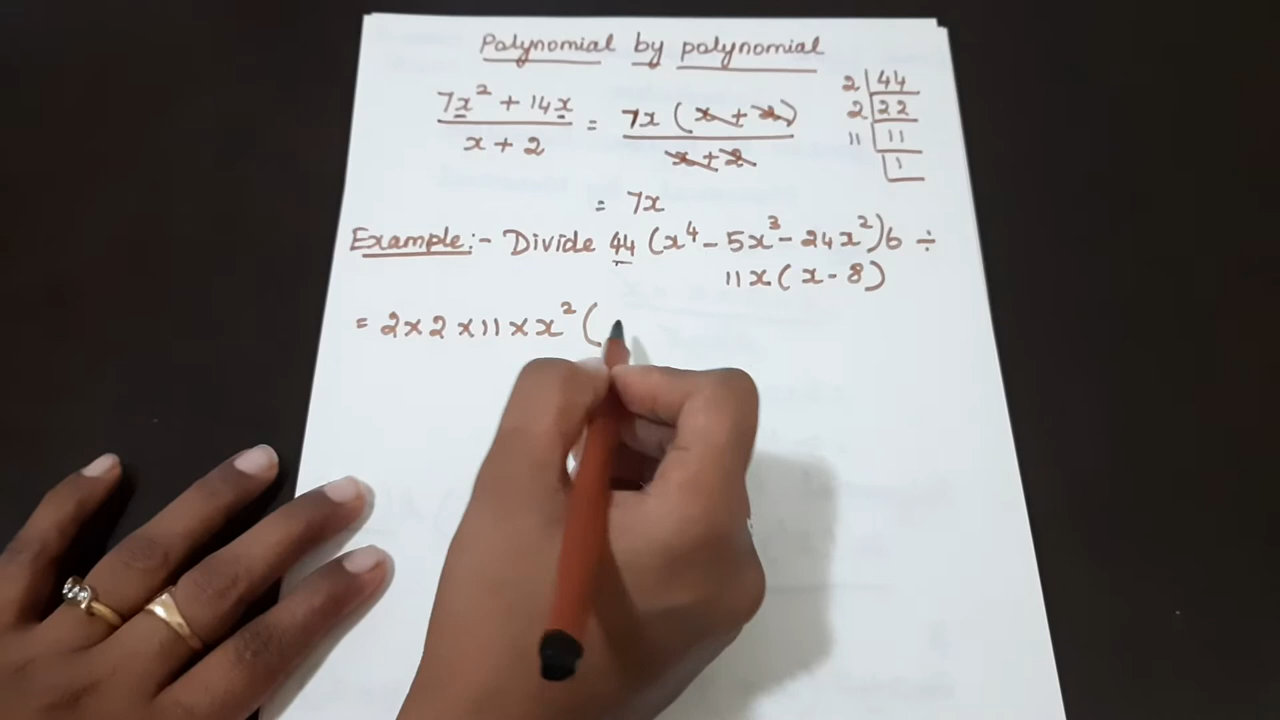 Polynomial by polynomial
7x² + 14x / x + 2 = 7x (x + 2) / x + 2
= 7x
2 | 44
2 | 22
11 | 11
1
Example:- Divide 44 (x⁴ - 5x³ - 24x²)6 ÷
11x (x - 8)
= 2 × 2 × 11 × x² (